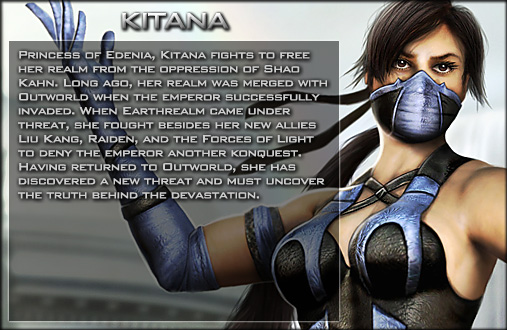 KITANA
Princess of Edenia, Kitana fights to free
her realm from the oppression of Shao
Kahn. Long ago, her realm was merged with
Outworld when the emperor successfully
invaded. When Earthrealm came under
threat, she fought besides her new allies
Liu Kang, Raiden, and the Forces of Light
to deny the emperor another konquest.
Having returned to Outworld, she has
discovered a new threat and must uncover
the truth behind the devastation.